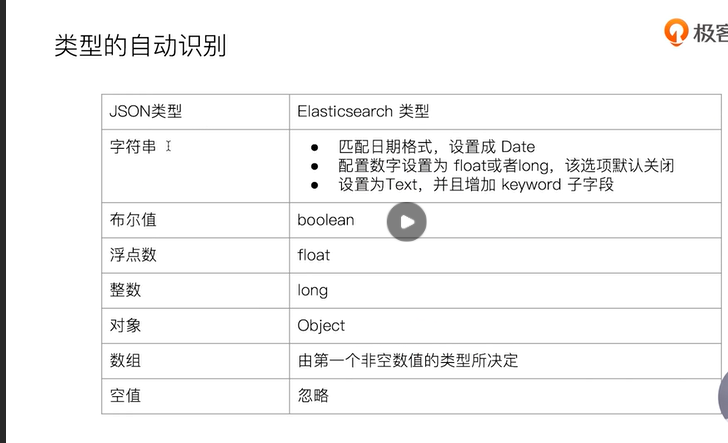 类型的自动识别
极客
JSON类型 Elasticsearch 类型
字符串
● 匹配日期格式，设置成 Date
● 配置数字设置为 float或者long，该选项默认关闭
● 设置为Text，并且增加 keyword 子字段
布尔值 boolean
浮点数 float
整数 long
对象 Object
数组 由第一个非空数值的类型所决定
空值 忽略